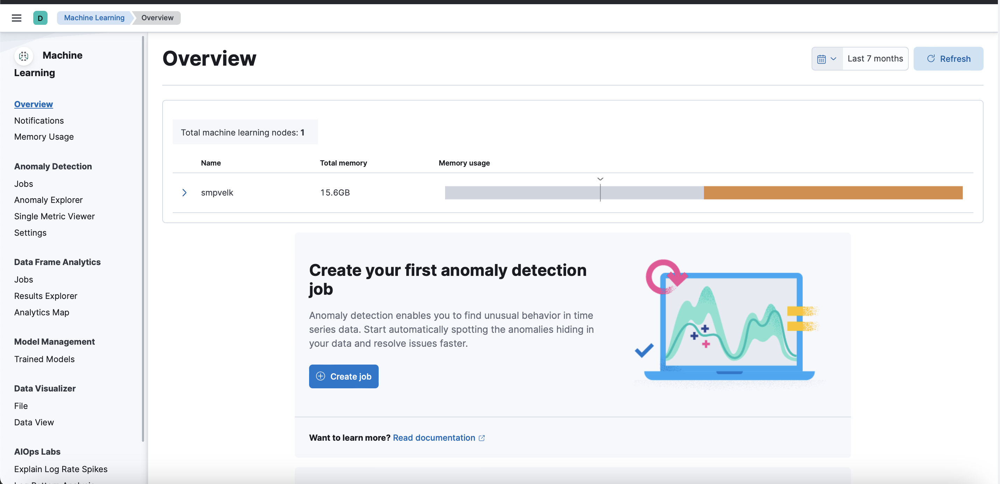 D
Machine Learning
Overview
Machine
Learning
Overview
Notifications
Memory Usage
Anomaly Detection
Jobs
Anomaly Explorer
Single Metric Viewer
Settings
Data Frame Analytics
Jobs
Results Explorer
Analytics Map
Model Management
Trained Models
Data Visualizer
File
Data View
AIOps Labs
Explain Log Rate Spikes
Overview
Last 7 months
Refresh
Total machine learning nodes: 1
Name Total memory Memory usage
smpvelk 15.6GB
Create your first anomaly detection
job
Anomaly detection enables you to find unusual behavior in time
series data. Start automatically spotting the anomalies hiding in
your data and resolve issues faster.
Create job
Want to learn more? Read documentation